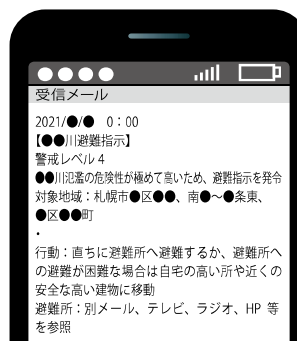 受信メール
2021/●/●　0：00
【●●川避難指示】
警戒レベル４
●●川氾濫の危険性が極めて高いため、避難指示を発令
対象地域：札幌市●区●●、南●～●条東、
●区●●町
・
行動：直ちに避難所へ避難するか、避難所へ
の避難が困難な場合は自宅の高い所や近くの
安全な高い建物に移動
避難所：別メール、テレビ、ラジオ、HP 等
を参照